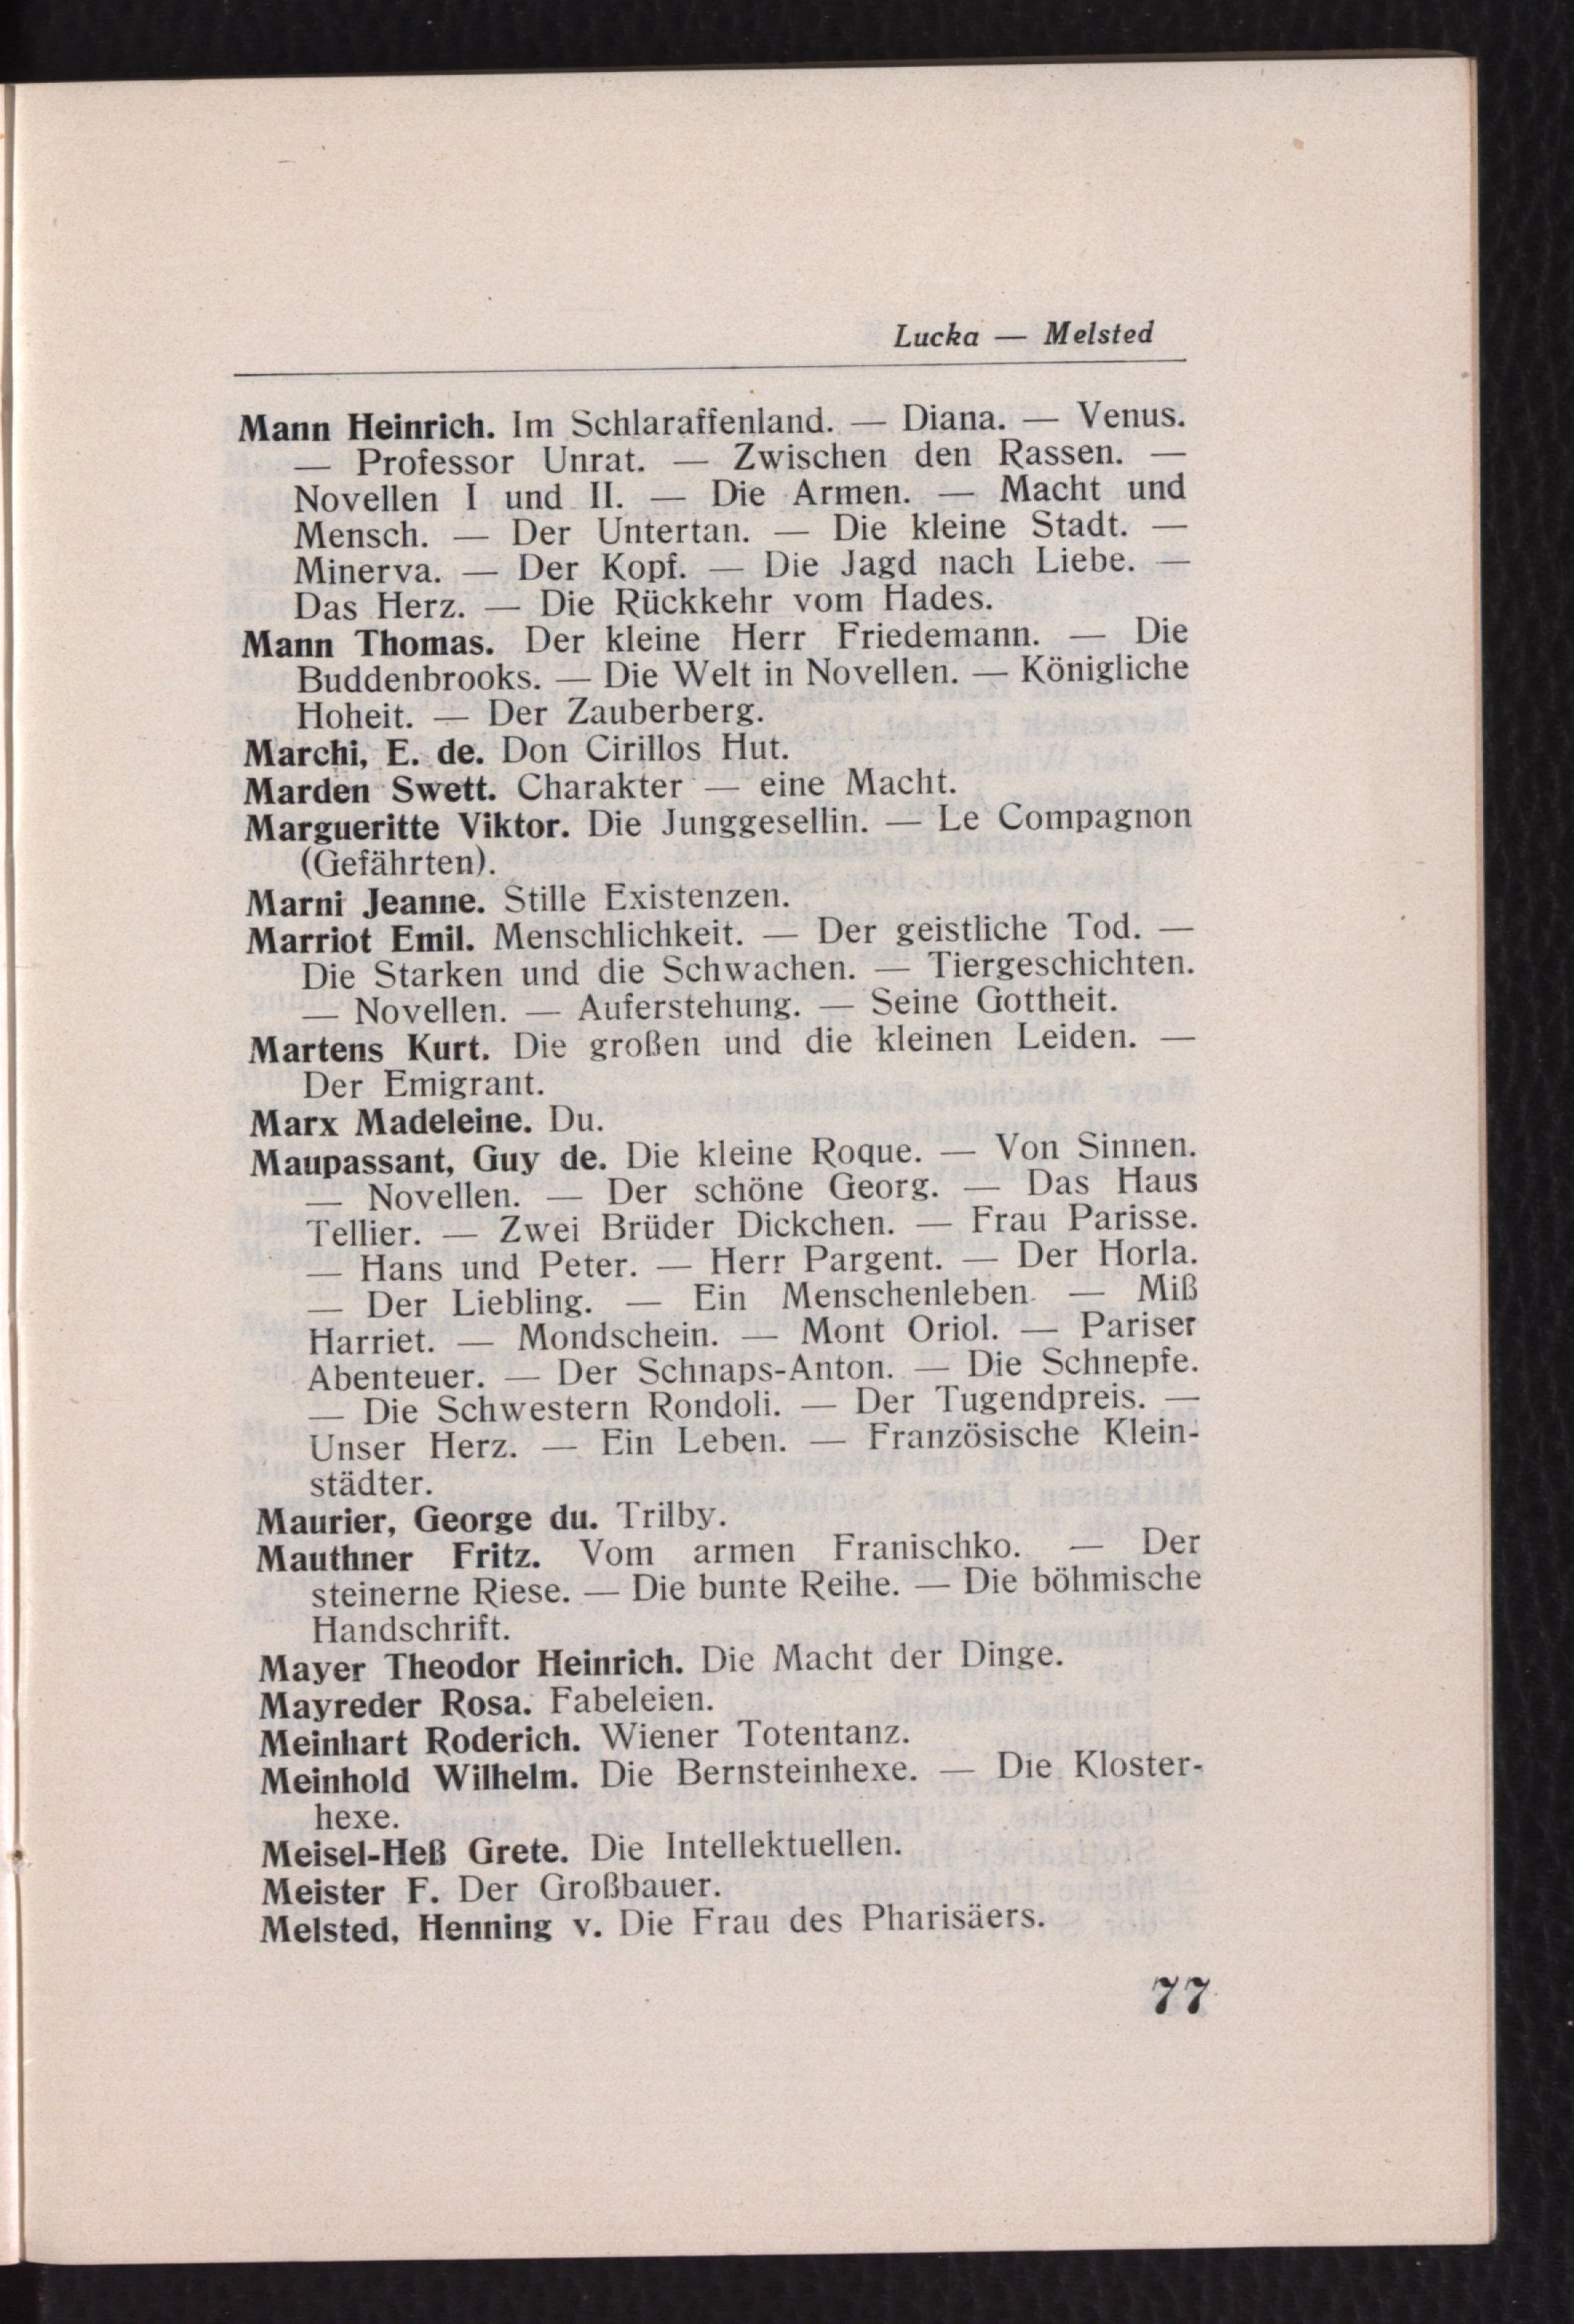 Lucka — Melsted
Mann Heinrich. Im Schlaraffenland. — Diana. — Venus.
— Professor Unrat. — Zwischen den Rassen. —
Novellen I und II. — Die Armen. — Macht und
Mensch. — Der Untertan. — Die kleine Stadt. —
Minerva. — Der Kopf. — Die Jagd nach Liebe. —
Das Herz. — Die Rückkehr vom Hades.
Mann Thomas. Der kleine Herr Friedemann. — Die
Buddenbrooks. — Die Welt in Novellen. — Königliche
Hoheit. — Der Zauberberg.
Marchi, E. de. Don Cirillos Hut.
Marden Swett. Charakter — eine Macht.
Margueritte Viktor. Die Junggesellin. — Le Compagnon
(Gefährten).
Marni Jeanne. Stille Existenzen.
Marriot Emil. Menschlichkeit. — Der geistliche Tod. —
Die Starken und die Schwachen. — Tiergeschichten.
— Novellen. — Auferstehung. — Seine Gottheit.
Martens Kurt. Die großen und die kleinen Leiden. —
Der Emigrant.
Marx Madeleine. Du.
Maupassant, Guy de. Die kleine Roque. — Von Sinnen.
— Novellen. — Der schöne Georg. — Das Haus
Tellier. — Zwei Brüder Dickchen. — Frau Parisse.
— Hans und Peter. — Herr Pargent. — Der Horla.
— Der Liebling. — Ein Menschenleben. — Miß
Harriet. — Mondschein. — Mont Oriol. — Pariser
Abenteuer. — Der Schnaps-Anton. — Die Schnepfe.
— Die Schwestern Rondoli. — Der Tugendpreis. —
Unser Herz. — Ein Leben. — Französische Klein-
städter.
Maurier, George du. Trilby.
Mauthner Fritz. Vom armen Franischko. — Der
steinerne Riese. — Die bunte Reihe. — Die böhmische
Handschrift.
Mayer Theodor Heinrich. Die Macht der Dinge.
Mayreder Rosa. Fabeleien.
Meinhart Roderich. Wiener Totentanz.
Meinhold Wilhelm. Die Bernsteinhexe. — Die Kloster-
hexe.
Meisel-Heß Grete. Die Intellektuellen.
Meister F. Der Großbauer.
Melsted, Henning v. Die Frau des Pharisäers.
77